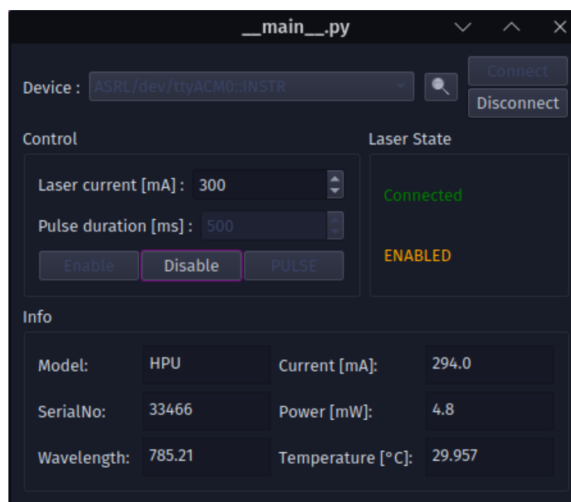 __main__.py
Device : ASRL/dev/ttyACM0::INSTR
Connect
Disconnect
Control
Laser State
Laser current [mA] : 300
Connected
Pulse duration [ms] : 500
Enable Disable PULSE
ENABLED
Info
Model: HPU Current [mA]: 294.0
SerialNo: 33466 Power [mW]: 4.8
Wavelength: 785.21 Temperature [°C]: 29.957